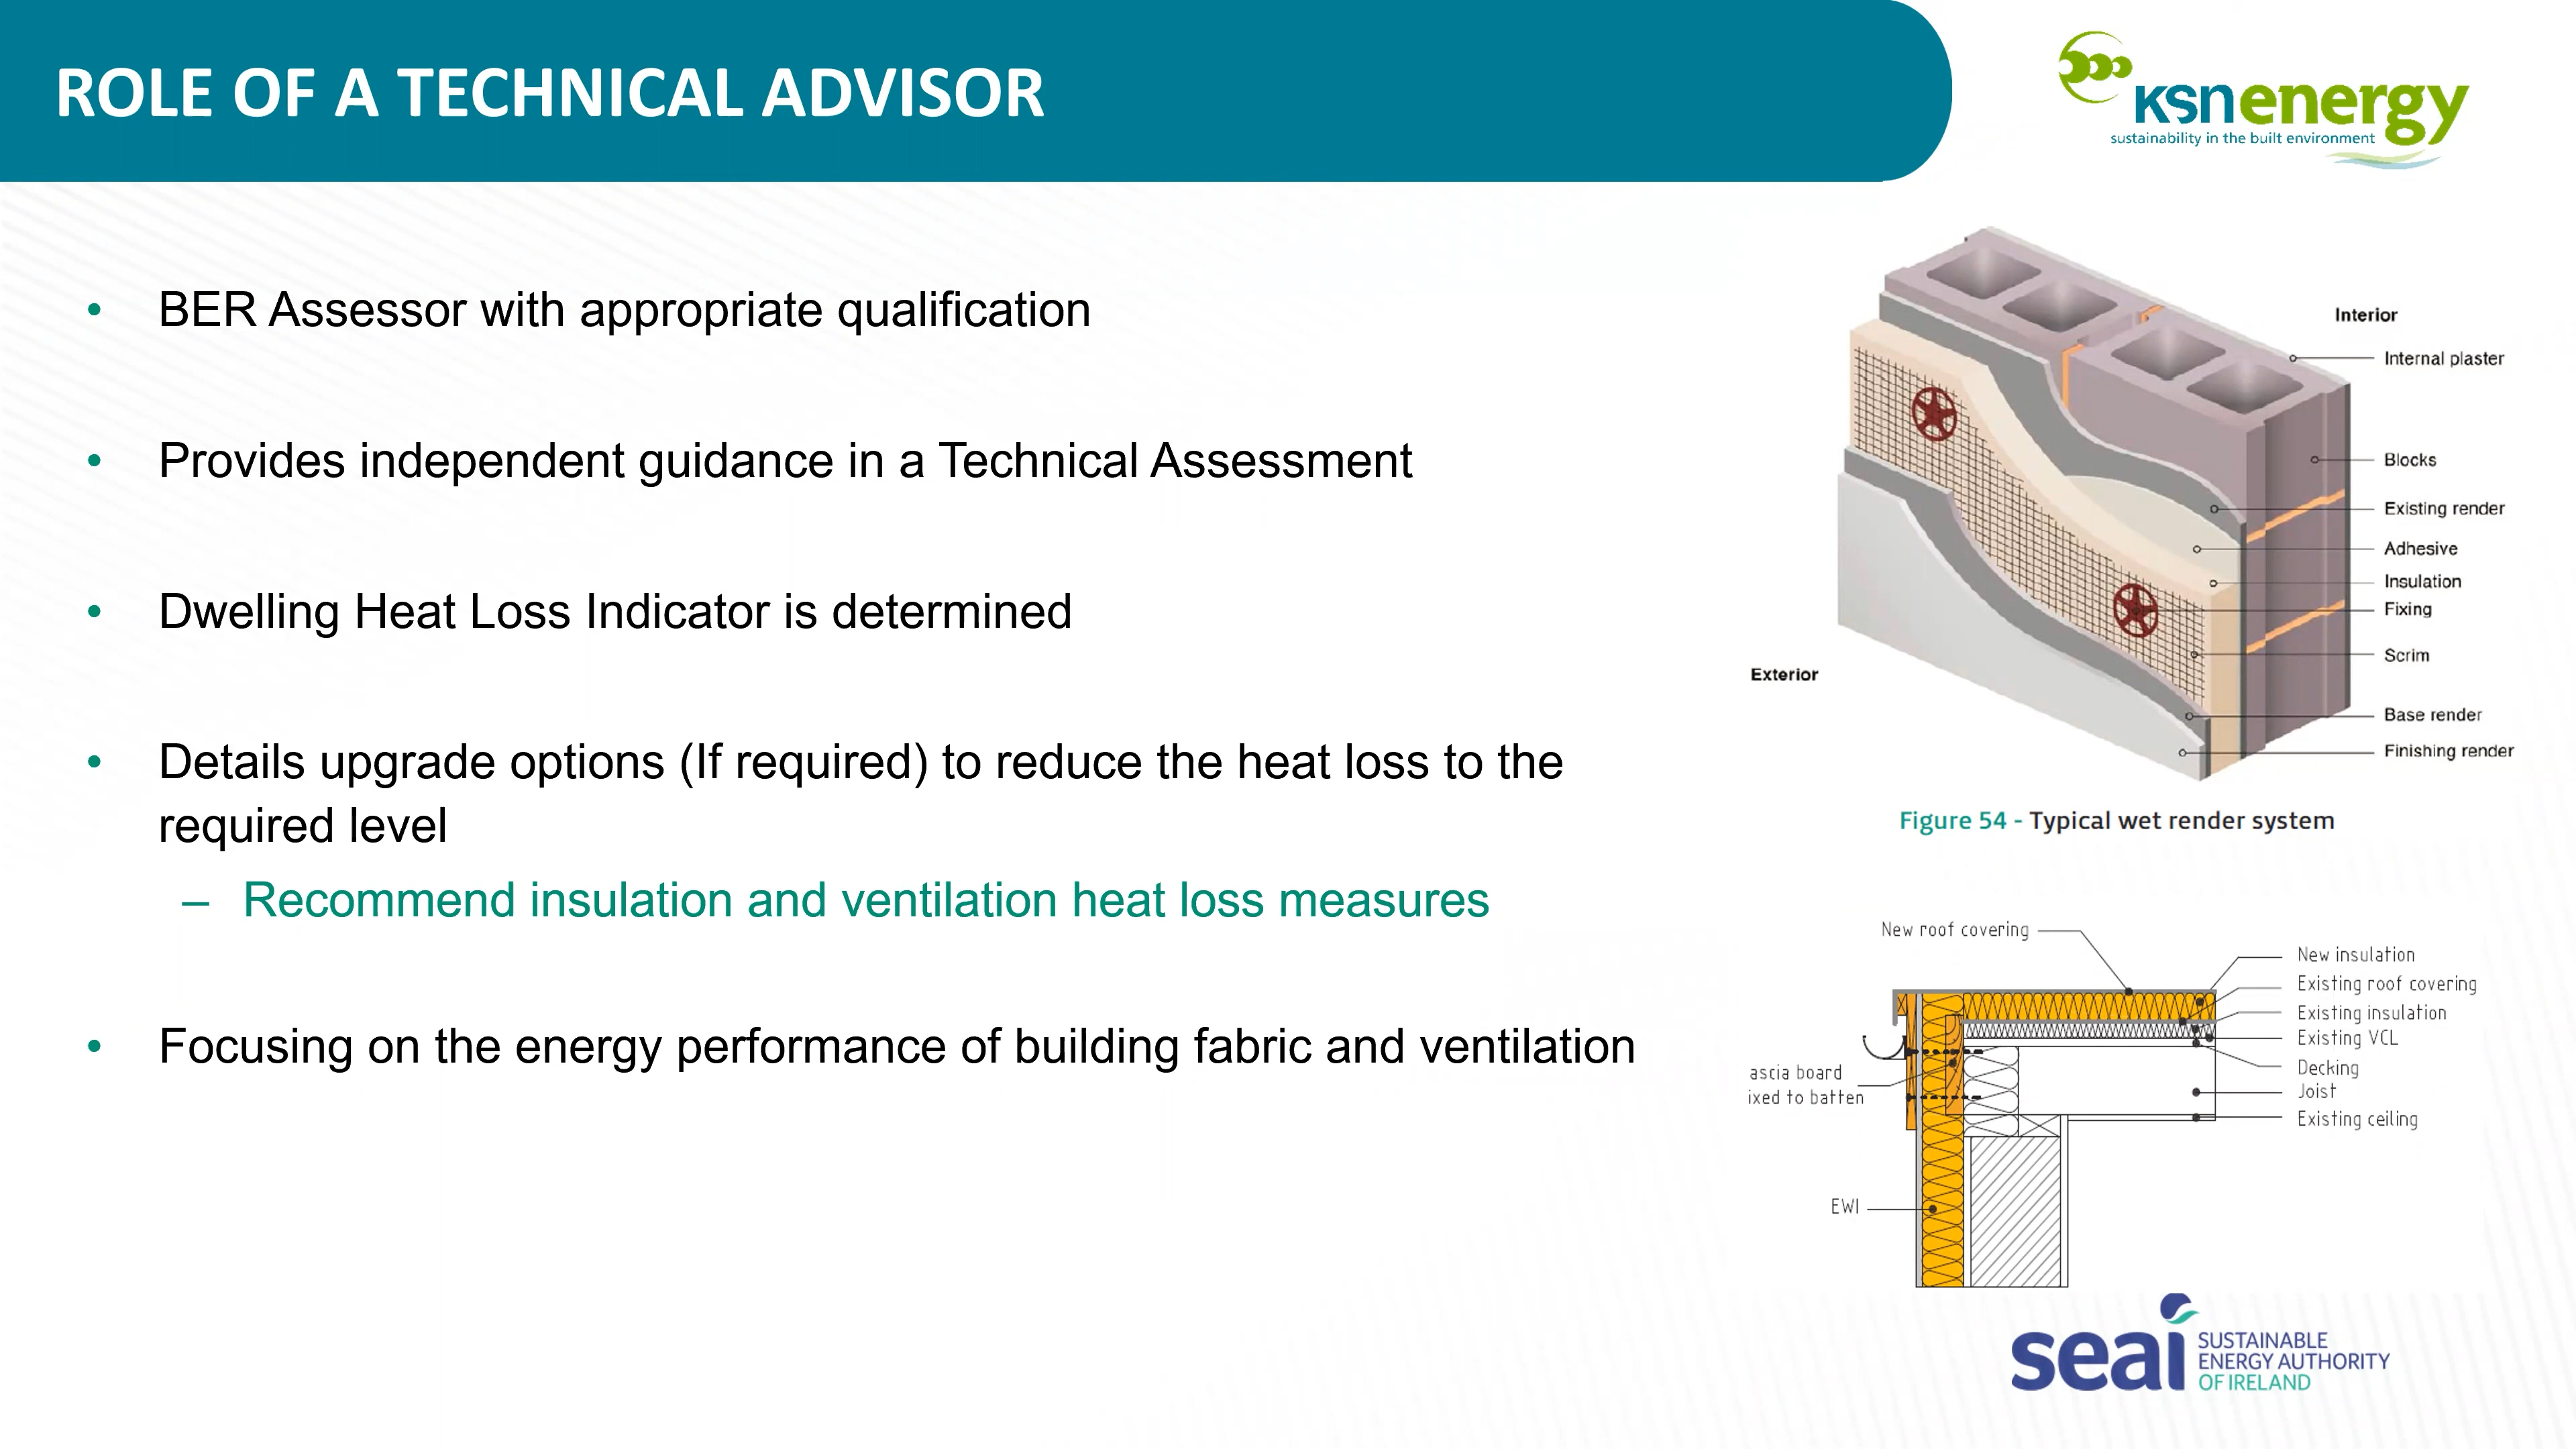 ROLE OF A TECHNICAL ADVISOR
ksnenergy
sustainability in the built environment
• BER Assessor with appropriate qualification
• Provides independent guidance in a Technical Assessment
• Dwelling Heat Loss Indicator is determined
• Details upgrade options (If required) to reduce the heat loss to the
required level
– Recommend insulation and ventilation heat loss measures
• Focusing on the energy performance of building fabric and ventilation
Interior
Internal plaster
Blocks
Existing render
Adhesive
Insulation
Fixing
Scrim
Base render
Finishing render
Exterior
Figure 54 - Typical wet render system
New roof covering
New insulation
Existing roof covering
Existing insulation
Existing VCL
Decking
Joist
Existing ceiling
ascia board
ixed to batten
EWI
seai
SUSTAINABLE
ENERGY AUTHORITY
OF IRELAND